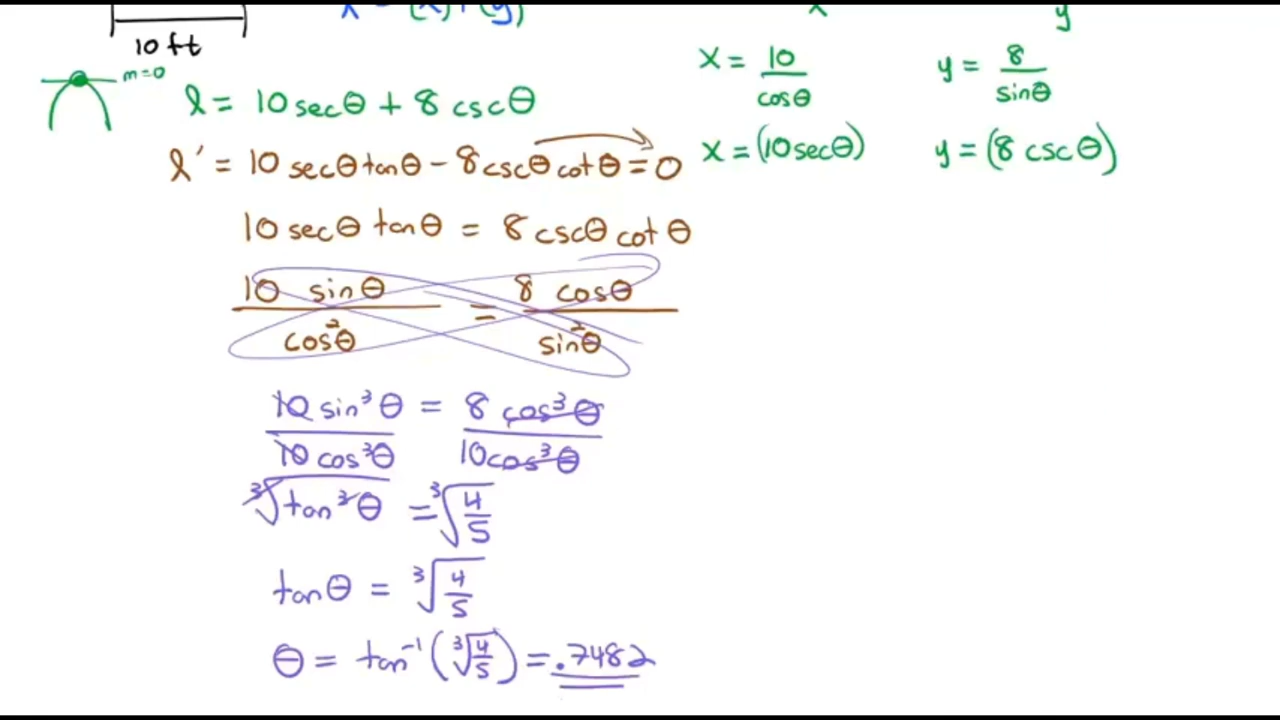 10 ft
m=0
l = 10 secθ + 8 cscθ
l' = 10 secθ tanθ − 8 cscθ cot θ = 0
10 secθ tanθ = 8 cscθ cot θ
10 sinθ / cos²θ = 8 cosθ / sin²θ
10 sin³θ / 10 cos³θ = 8 cos³θ / 10 cos³θ
∛tan³θ = ∛(4/5)
tanθ = ∛(4/5)
θ = tan⁻¹(∛(4/5)) = .7482
x
y
x = 10 / cosθ
y = 8 / sinθ
x = (10 secθ)
y = (8 cscθ)